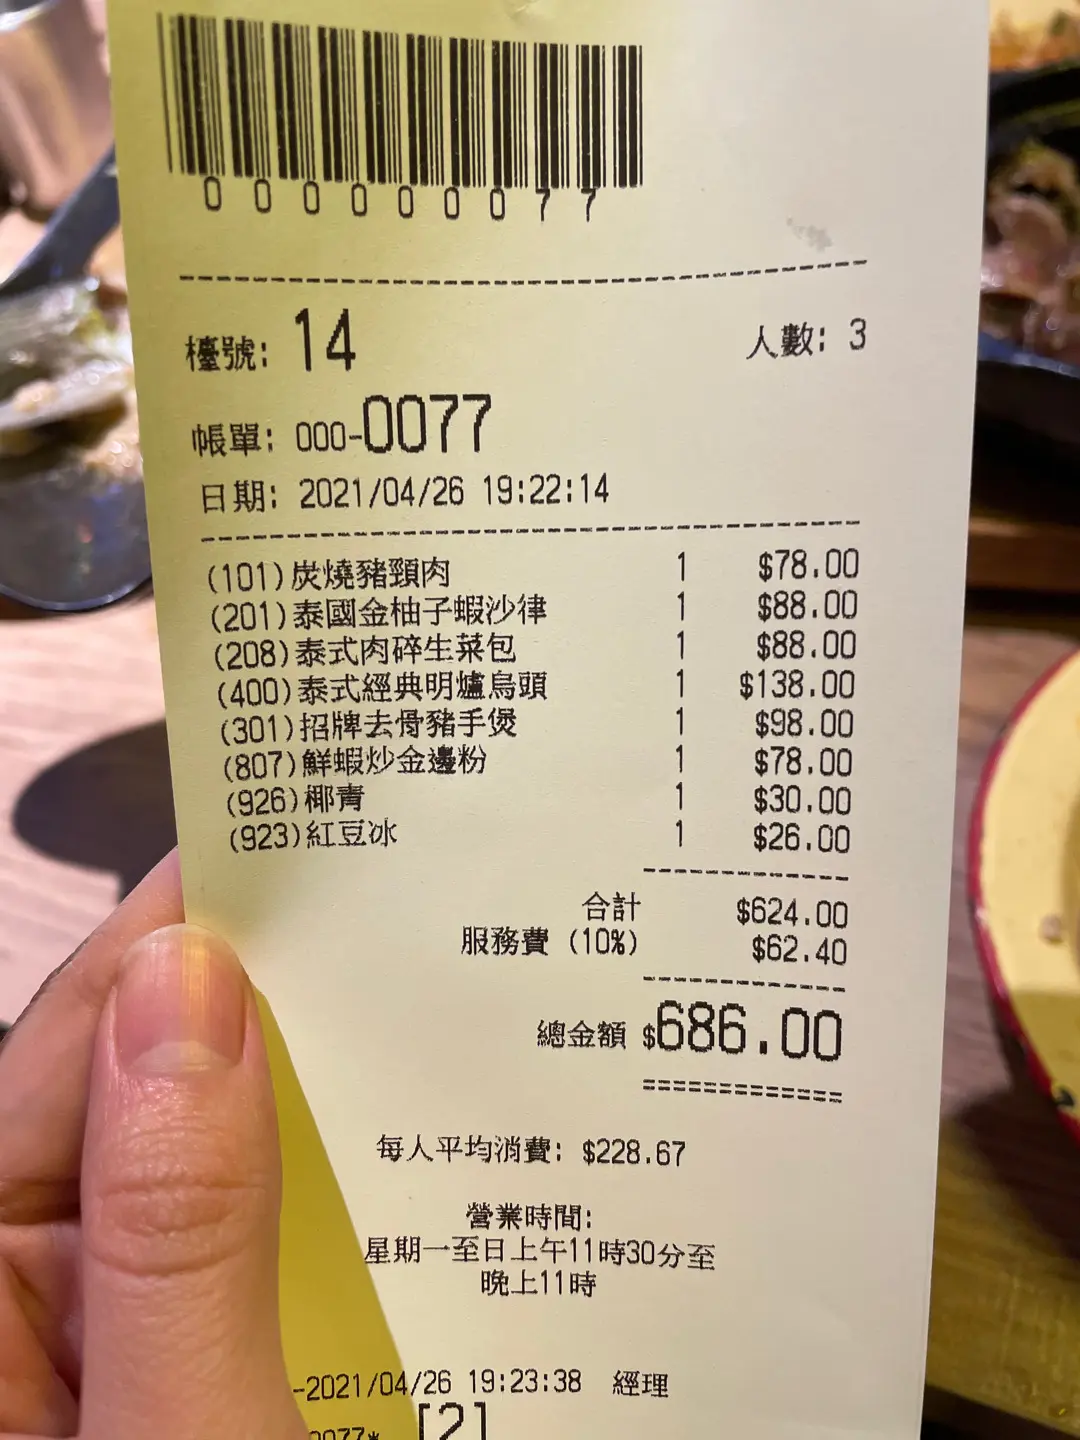 000000077
檯號: 14 人數: 3
帳單: 000-0077
日期: 2021/04/26 19:22:14
(101)炭燒豬頸肉 1 $78.00
(201)泰國金柚子蝦沙律 1 $88.00
(208)泰式肉碎生菜包 1 $88.00
(400)泰式經典明爐烏頭 1 $138.00
(301)招牌去骨豬手煲 1 $98.00
(807)鮮蝦炒金邊粉 1 $78.00
(926)椰青 1 $30.00
(923)紅豆冰 1 $26.00
合計 $624.00
服務費 (10%) $62.40
總金額 $686.00
每人平均消費: $228.67
營業時間:
星期一至日上午11時30分至
晚上11時
-2021/04/26 19:23:38 經理
0077* [2]